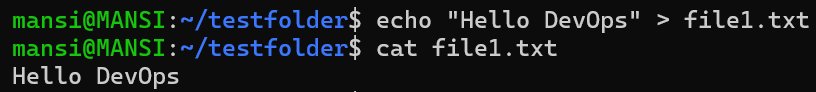 mansi@MANSI:~/testfolder$ echo "Hello DevOps" > file1.txt
mansi@MANSI:~/testfolder$ cat file1.txt
Hello DevOps